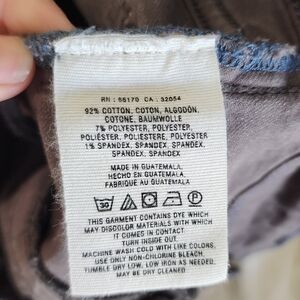 RN : 66170 CA : 32054
92% COTTON, COTON, ALGODÓN,
COTONE, BAUMWOLLE
7% POLYESTER, POLYESTER,
POLIÉSTER, POLIESTERE, POLYESTER
1% SPANDEX, SPANDEX, SPANDEX,
SPANDEX, SPANDEX
MADE IN GUATEMALA,
HECHO EN GUATEMALA
FABRIQUÉ AU GUATEMALA
30
THIS GARMENT CONTAINS DYE WHICH
MAY DISCOLOR MATERIALS WITH WHICH
IT COMES IN CONTACT
TURN INSIDE OUT.
MACHINE WASH COLD WITH LIKE COLORS.
USE ONLY NON-CHLORINE BLEACH.
TUMBLE DRY LOW, LOW IRON AS NEEDED.
MAY BE DRY CLEANED